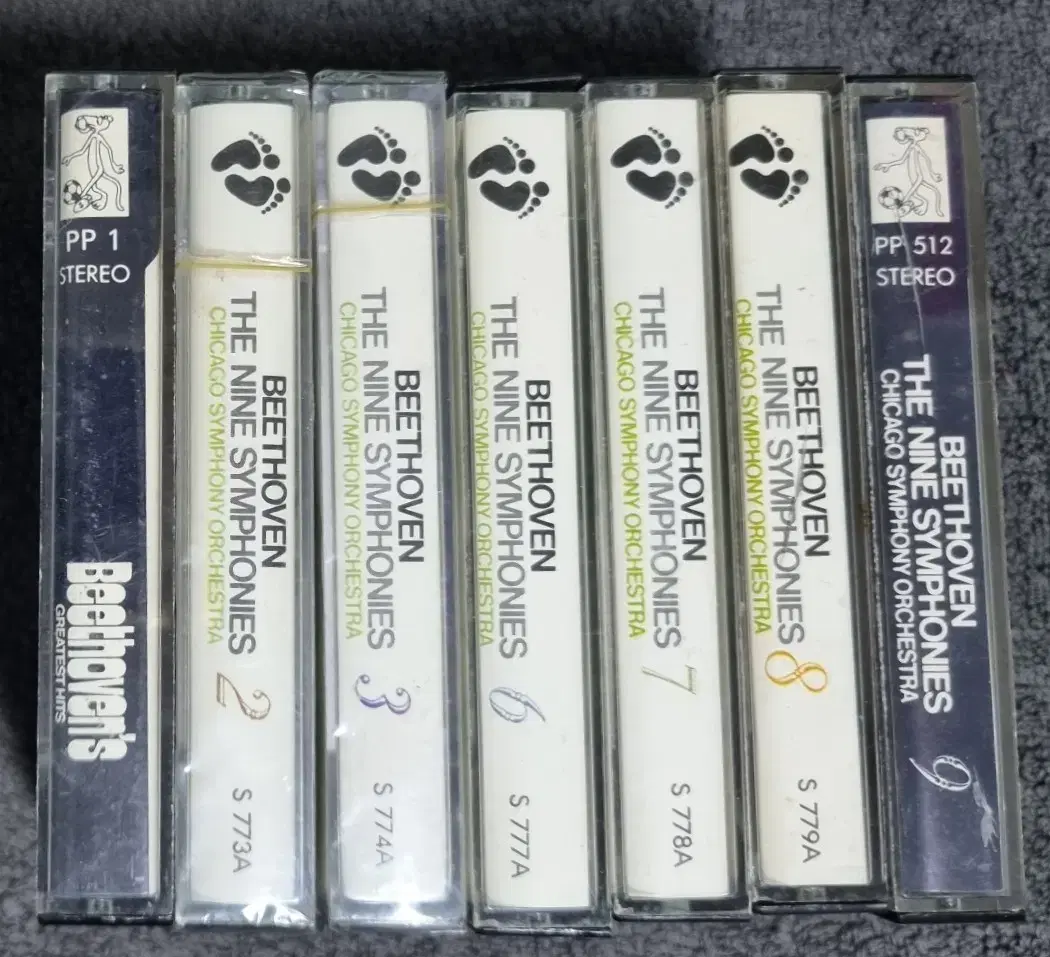 PP 1
STEREO
Beethoven's
GREATEST HITS
BEETHOVEN
THE NINE SYMPHONIES
CHICAGO SYMPHONY ORCHESTRA
2
S 773A
BEETHOVEN
THE NINE SYMPHONIES
CHICAGO SYMPHONY ORCHESTRA
3
S 774A
BEETHOVEN
THE NINE SYMPHONIES
CHICAGO SYMPHONY ORCHESTRA
6
S 777A
BEETHOVEN
THE NINE SYMPHONIES
CHICAGO SYMPHONY ORCHESTRA
7
S 778A
BEETHOVEN
THE NINE SYMPHONIES
CHICAGO SYMPHONY ORCHESTRA
8
S 779A
PP 512
STEREO
BEETHOVEN
THE NINE SYMPHONIES
CHICAGO SYMPHONY ORCHESTRA
9